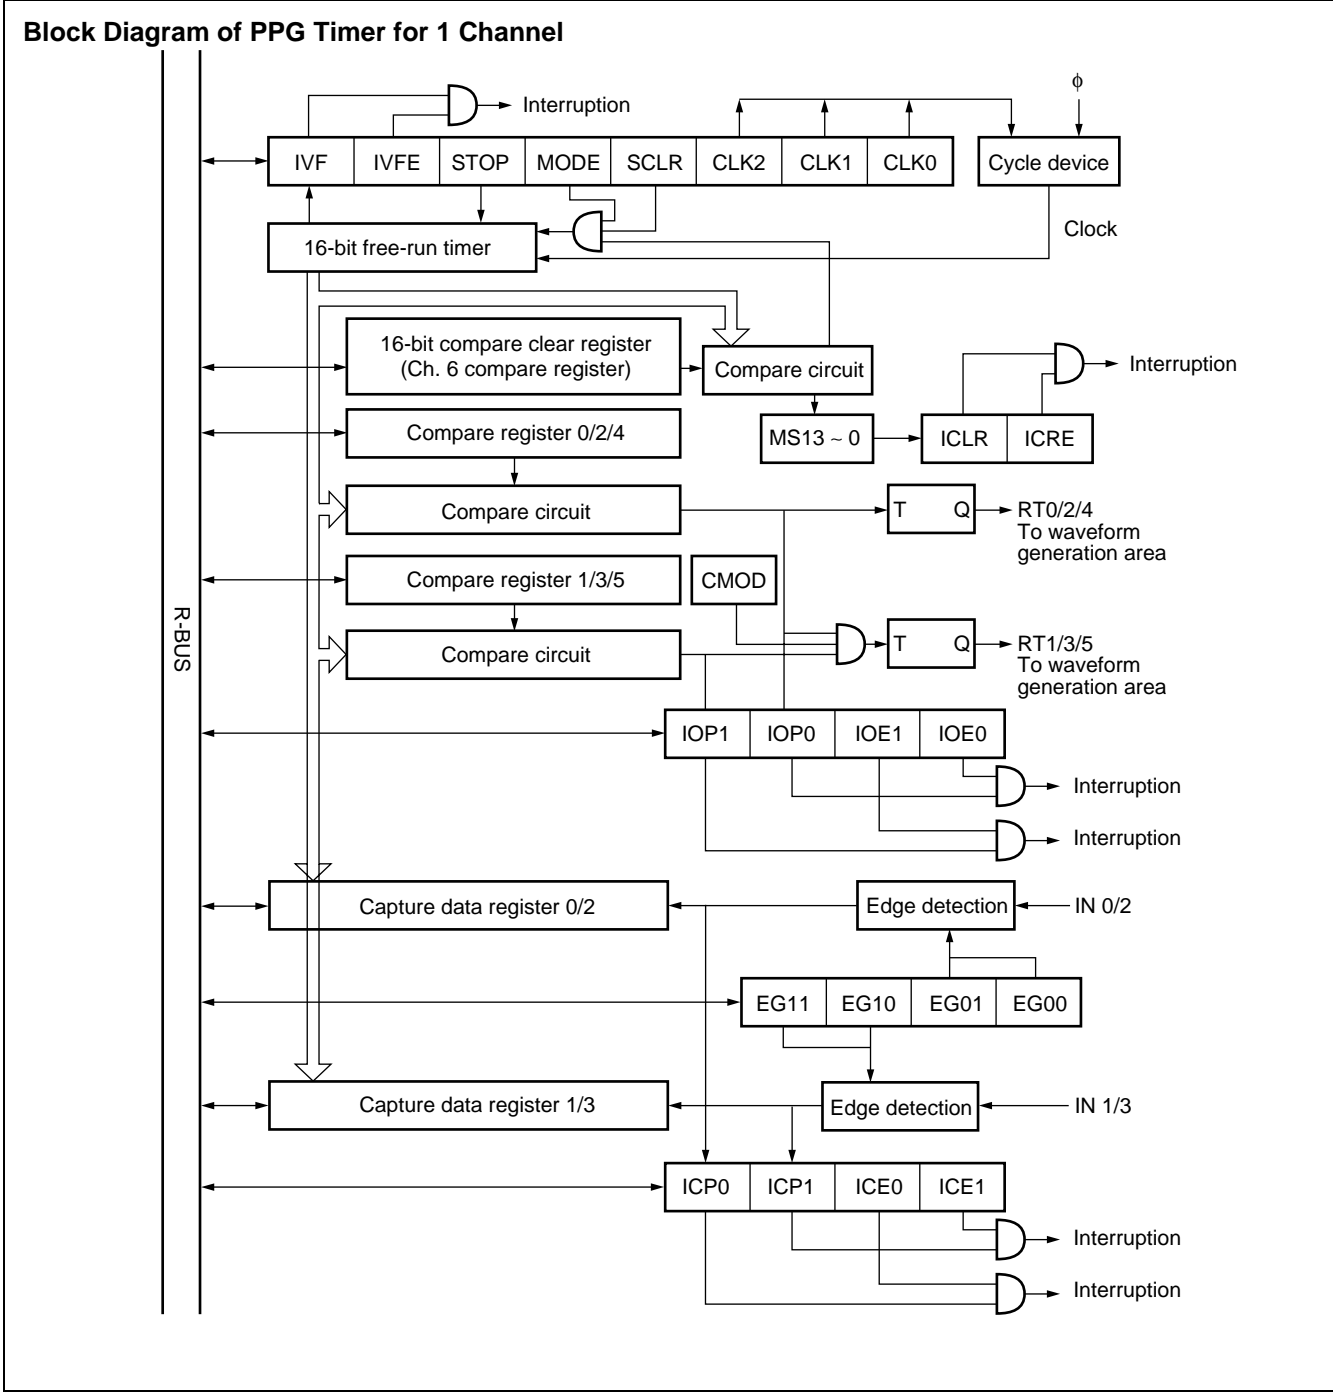 Block Diagram of PPG Timer for 1 Channel
ϕ
Interruption
IVF IVFE STOP MODE SCLR CLK2 CLK1 CLK0 Cycle device
16-bit free-run timer
Clock
16-bit compare clear register
(Ch. 6 compare register)
Compare circuit
Interruption
Compare register 0/2/4
MS13 ~ 0
ICLR ICRE
Compare circuit
T Q
RT0/2/4
To waveform
generation area
Compare register 1/3/5
CMOD
R-BUS
Compare circuit
T Q
RT1/3/5
To waveform
generation area
IOP1 IOP0 IOE1 IOE0
Interruption
Interruption
Capture data register 0/2
Edge detection
IN 0/2
EG11 EG10 EG01 EG00
Capture data register 1/3
Edge detection
IN 1/3
ICP0 ICP1 ICE0 ICE1
Interruption
Interruption